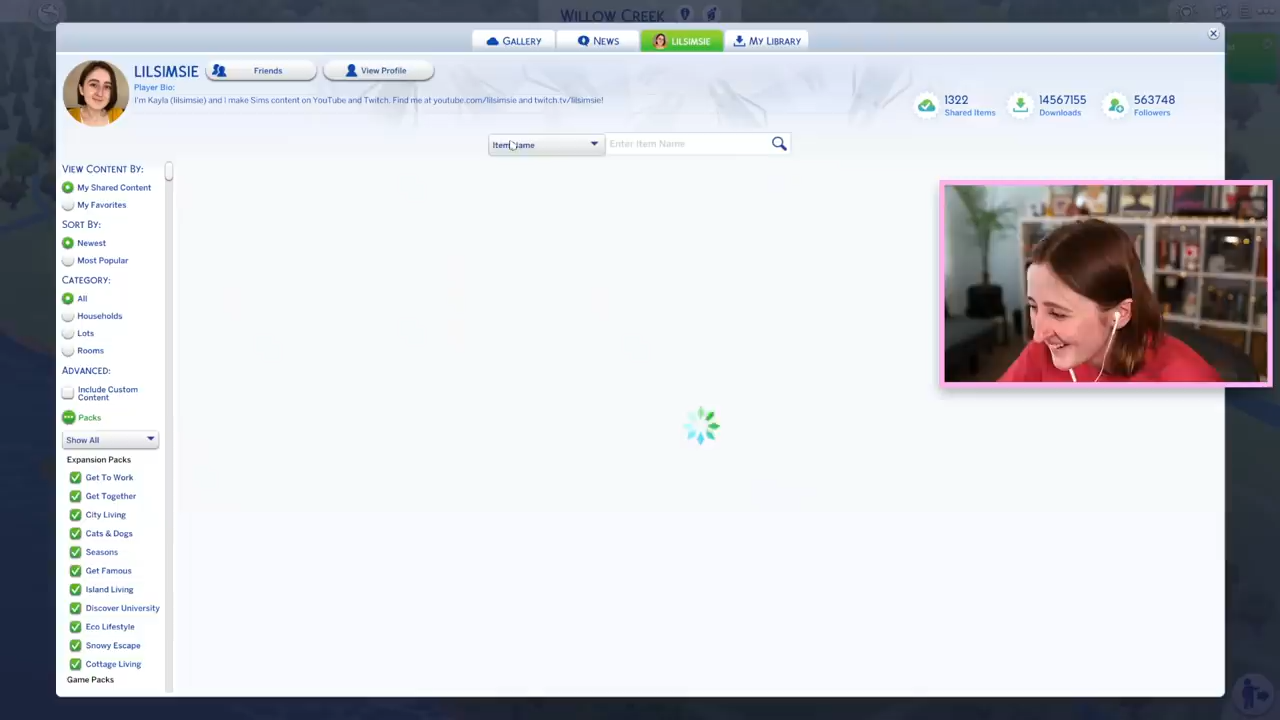 WILLOW CREEK
GALLERY
NEWS
LILSIMSIE
MY LIBRARY
LILSIMSIE
Friends
View Profile
Player Bio:
I'm Kayla (lilsimsie) and I make Sims content on YouTube and Twitch. Find me at youtube.com/lilsimsie and twitch.tv/lilsimsie!
1322
Shared Items
14567155
Downloads
563748
Followers
Item Name
Enter Item Name
VIEW CONTENT BY:
My Shared Content
My Favorites
SORT BY:
Newest
Most Popular
CATEGORY:
All
Households
Lots
Rooms
ADVANCED:
Include Custom
Content
Packs
Show All
Expansion Packs
Get To Work
Get Together
City Living
Cats & Dogs
Seasons
Get Famous
Island Living
Discover University
Eco Lifestyle
Snowy Escape
Cottage Living
Game Packs